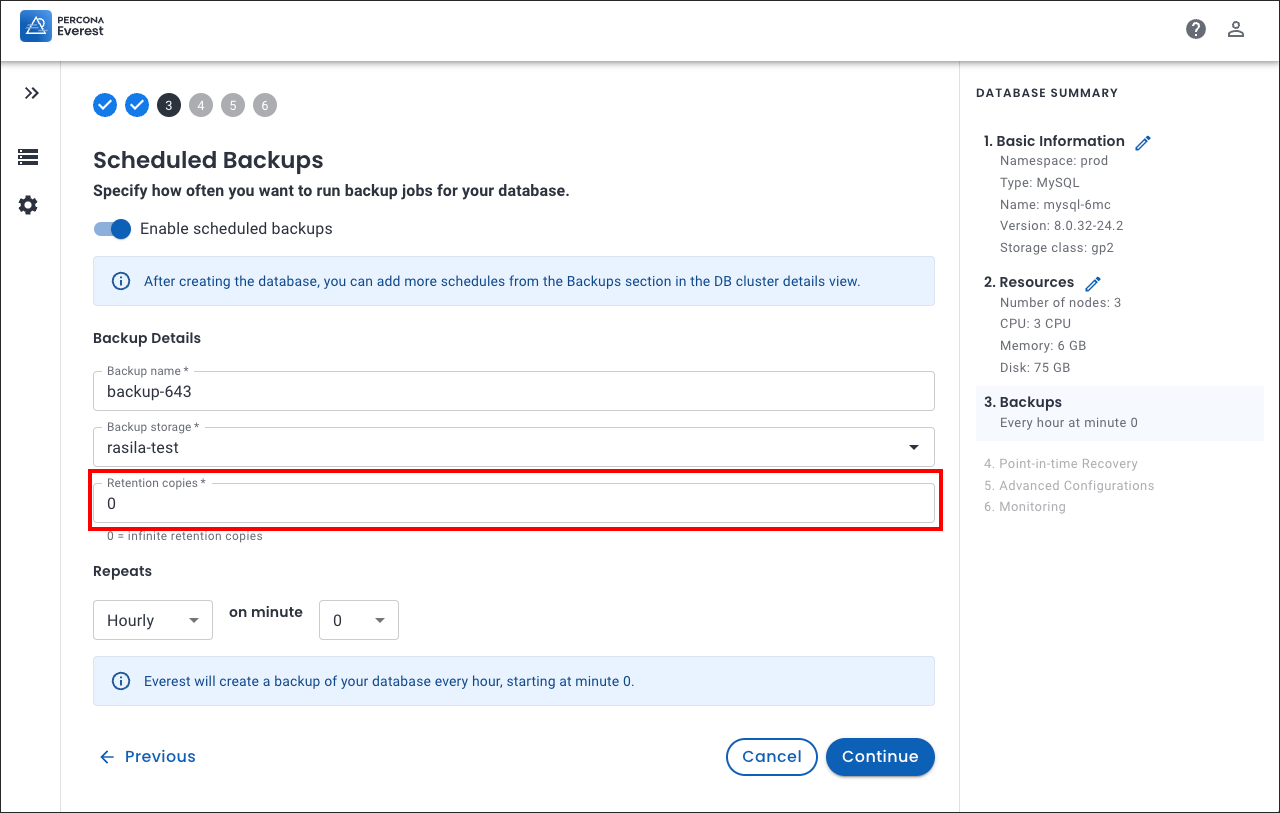 PERCONA
Everest
3 4 5 6
Scheduled Backups
Specify how often you want to run backup jobs for your database.
Enable scheduled backups
After creating the database, you can add more schedules from the Backups section in the DB cluster details view.
Backup Details
Backup name *
backup-643
Backup storage *
rasila-test
Retention copies *
0
0 = infinite retention copies
Repeats
Hourly on minute 0
Everest will create a backup of your database every hour, starting at minute 0.
Previous
Cancel
Continue
DATABASE SUMMARY
1. Basic Information
Namespace: prod
Type: MySQL
Name: mysql-6mc
Version: 8.0.32-24.2
Storage class: gp2
2. Resources
Number of nodes: 3
CPU: 3 CPU
Memory: 6 GB
Disk: 75 GB
3. Backups
Every hour at minute 0
4. Point-in-time Recovery
5. Advanced Configurations
6. Monitoring